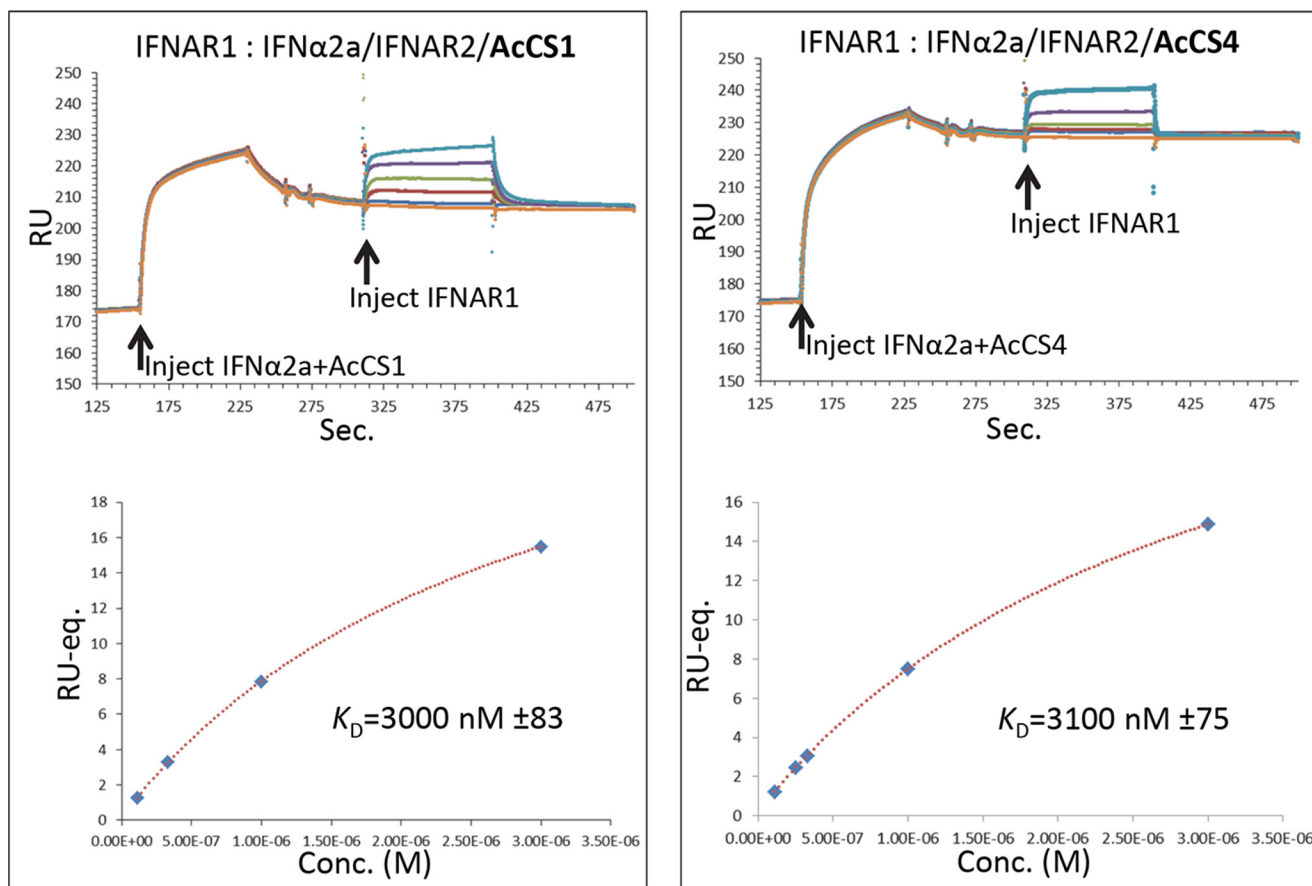 IFNAR1 : IFNα2a/IFNAR2/AcCS1
250
240
230
220
210
200
190
180
170
160
150
RU
Inject IFNAR1
Inject IFNα2a+AcCS1
125 175 225 275 325 375 425 475
Sec.
18
16
14
12
10
8
6
4
2
0
RU-eq.
KD=3000 nM ±83
0.00E+00 5.00E-07 1.00E-06 1.50E-06 2.00E-06 2.50E-06 3.00E-06 3.50E-06
Conc. (M)
IFNAR1 : IFNα2a/IFNAR2/AcCS4
250
240
230
220
210
200
190
180
170
160
150
RU
Inject IFNAR1
Inject IFNα2a+AcCS4
125 175 225 275 325 375 425 475
Sec.
16
14
12
10
8
6
4
2
0
RU-eq.
KD=3100 nM ±75
0.00E+00 5.00E-07 1.00E-06 1.50E-06 2.00E-06 2.50E-06 3.00E-06 3.50E-06
Conc. (M)